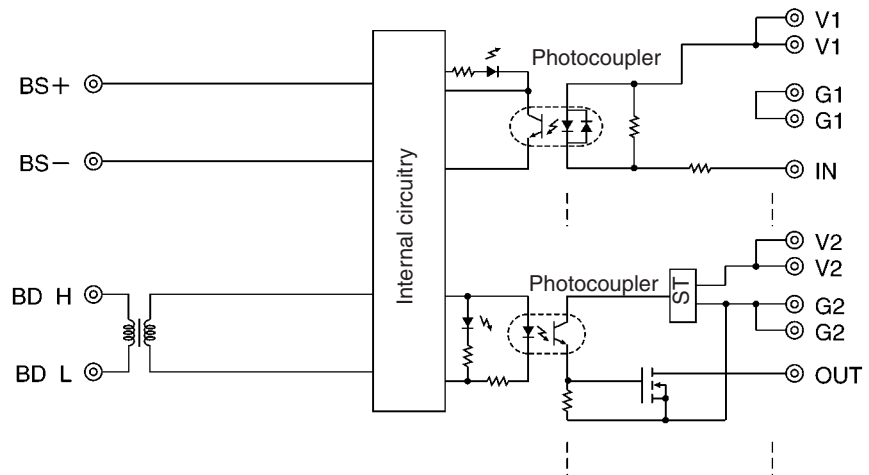 V1
Photocoupler
V1
BS+
G1
G1
BS−
IN
Internal circuitry
V2
Photocoupler
V2
BD H
ST
G2
G2
BD L
OUT